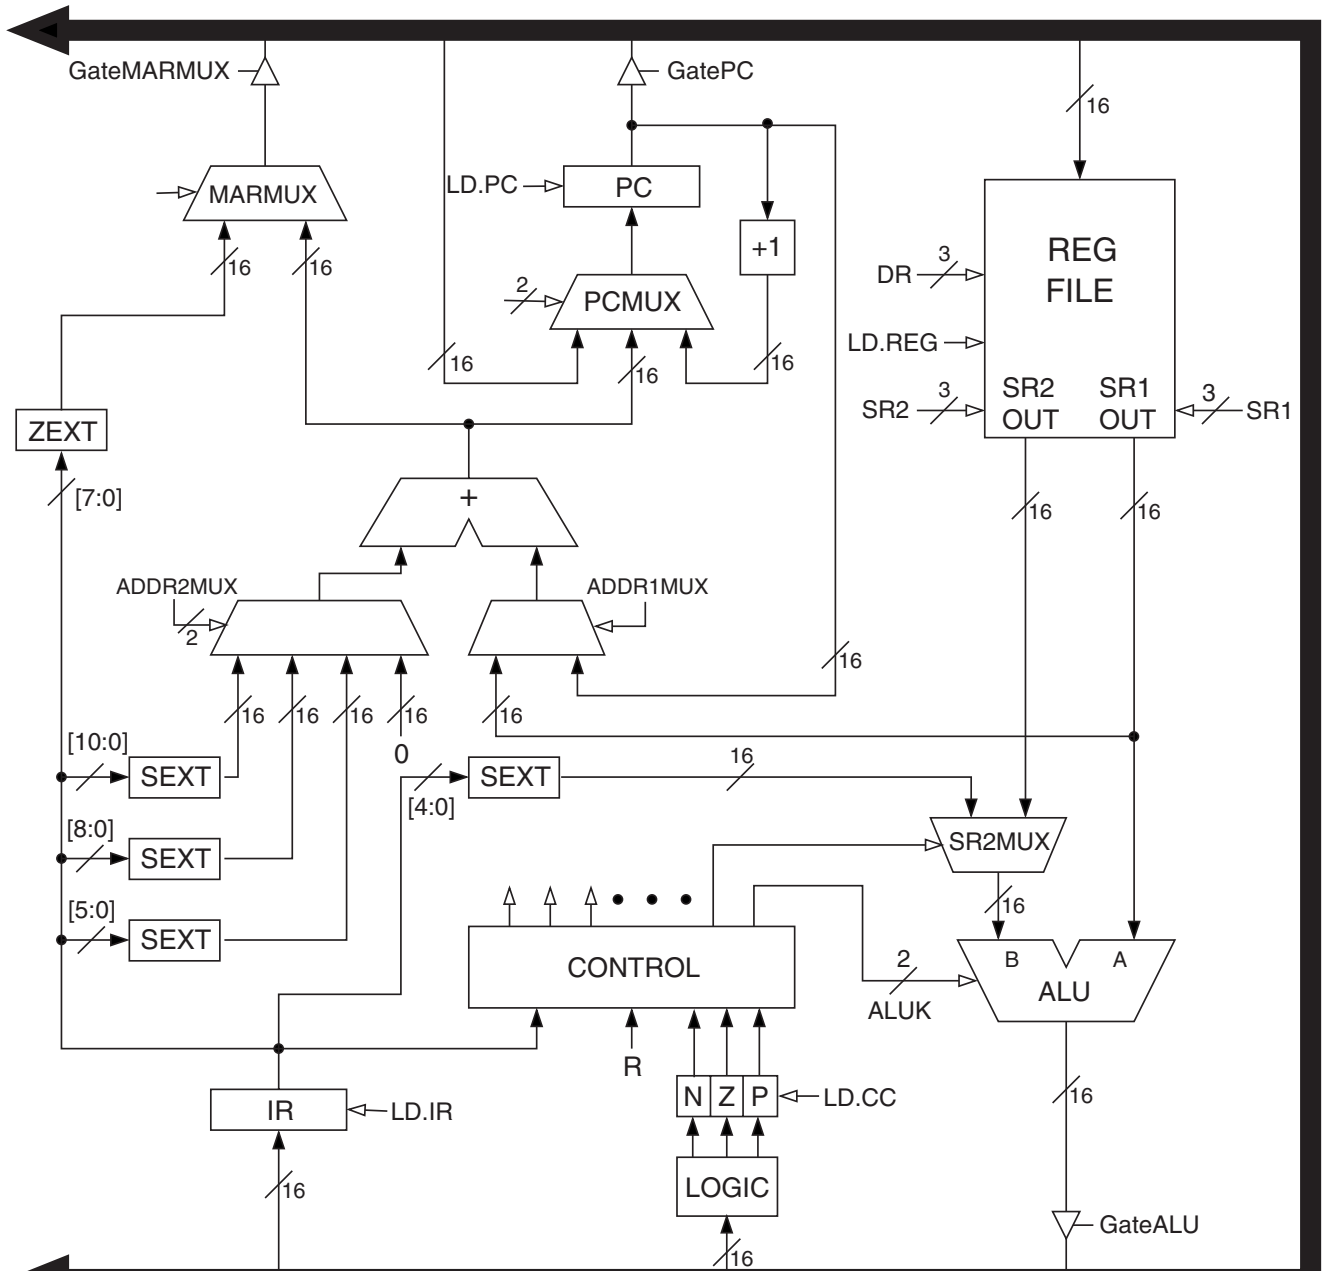 GateMARMUX
GatePC
16
MARMUX
LD.PC
PC
16
16
+1
REG
FILE
DR
3
2
PCMUX
LD.REG
16
16
16
SR2
3
SR2
OUT
SR1
OUT
3
SR1
ZEXT
[7:0]
+
16
16
ADDR2MUX
2
ADDR1MUX
16
16
16
16
16
16
0
[10:0]
SEXT
[4:0]
SEXT
16
[8:0]
SEXT
SR2MUX
16
[5:0]
SEXT
CONTROL
2
ALUK
B
A
ALU
R
N
Z
P
LD.CC
IR
LD.IR
16
LOGIC
16
16
GateALU